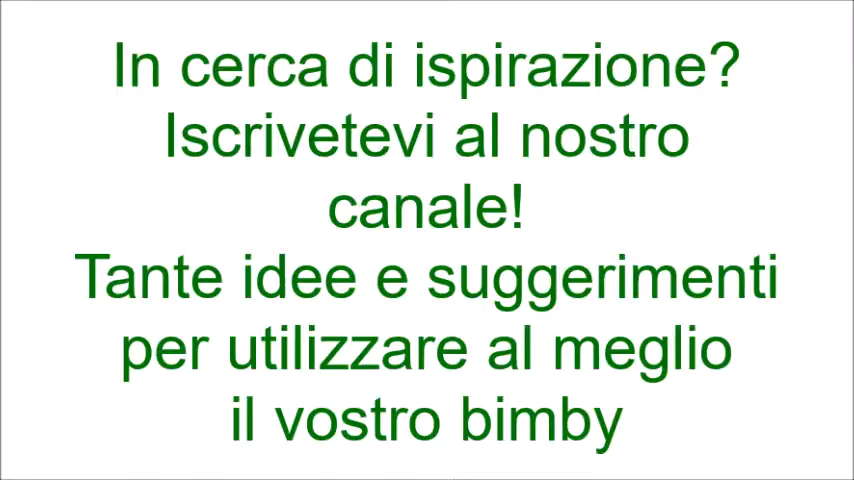 In cerca di ispirazione?
Iscrivetevi al nostro
canale!
Tante idee e suggerimenti
per utilizzare al meglio
il vostro bimby